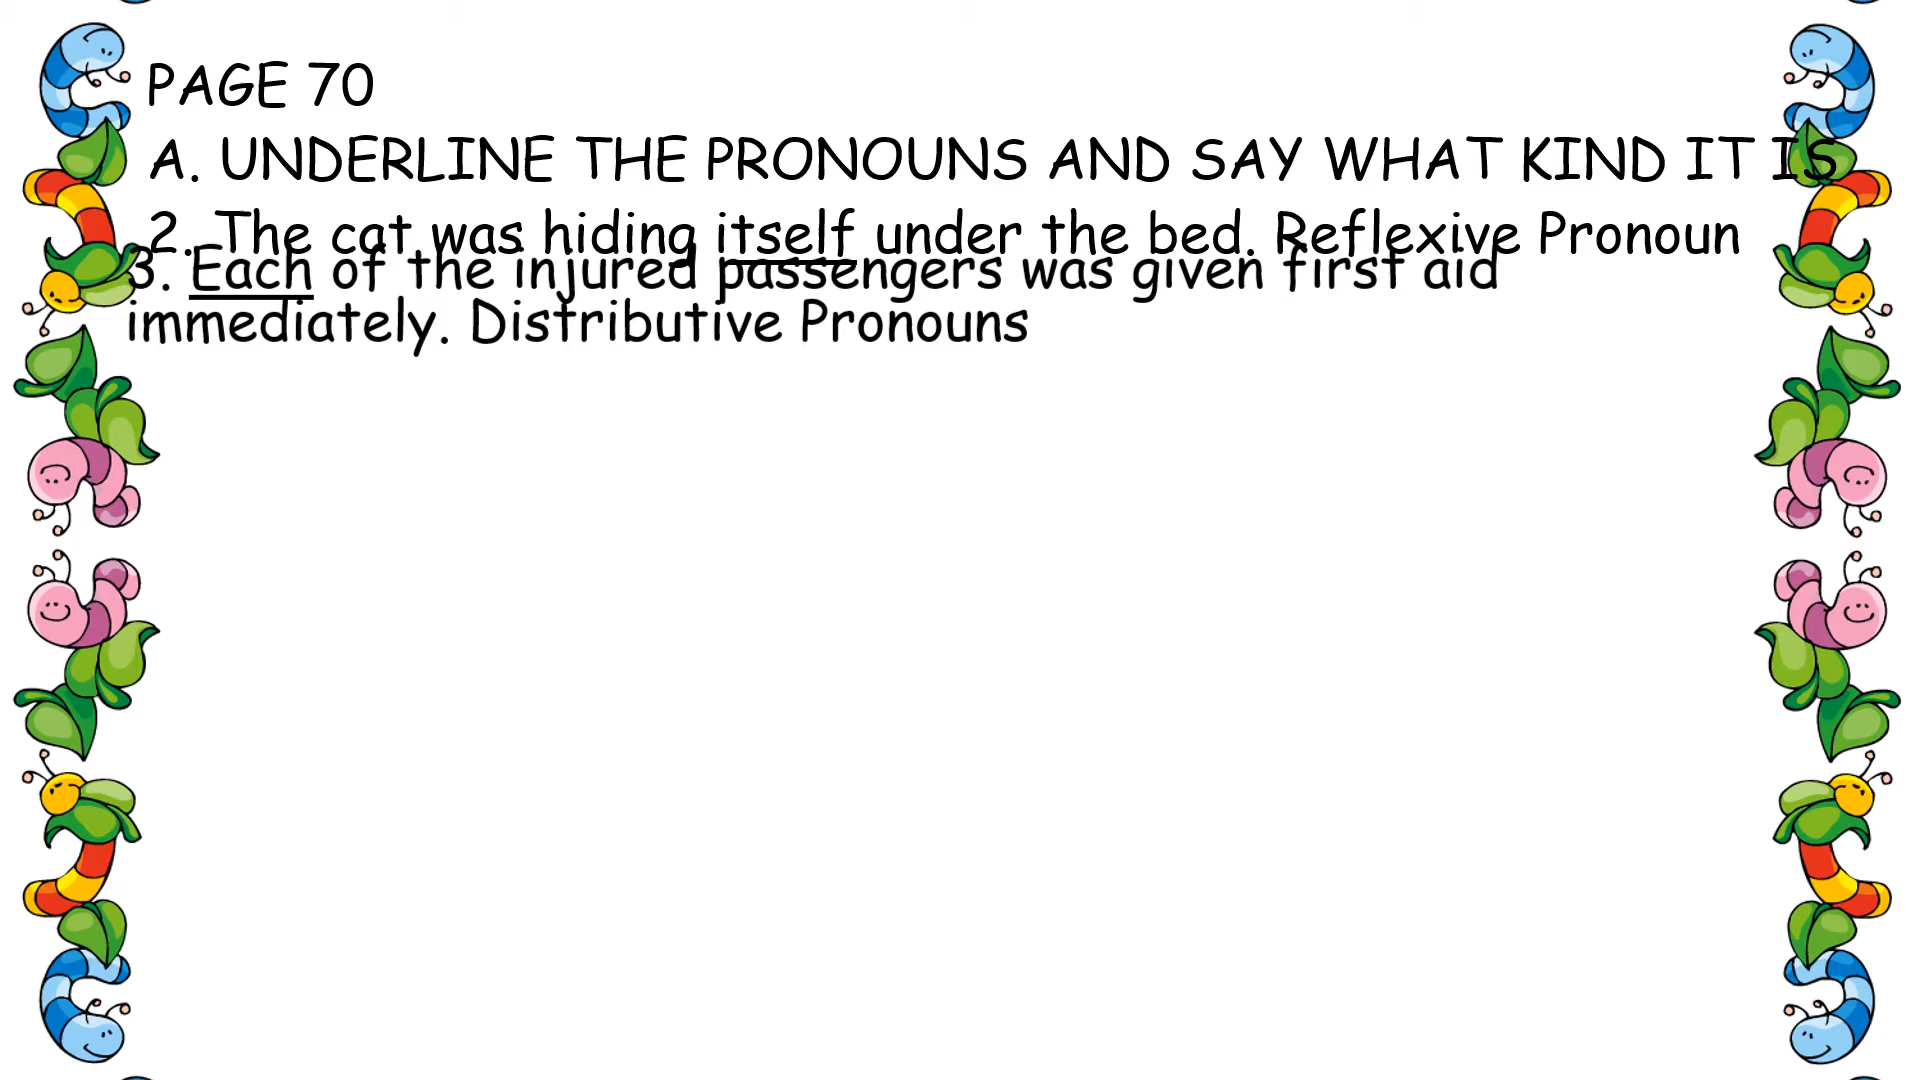 PAGE 70
A. UNDERLINE THE PRONOUNS AND SAY WHAT KIND IT IS
2. The cat was hiding itself under the bed. Reflexive Pronoun
3. Each of the injured passengers was given first aid
immediately. Distributive Pronouns